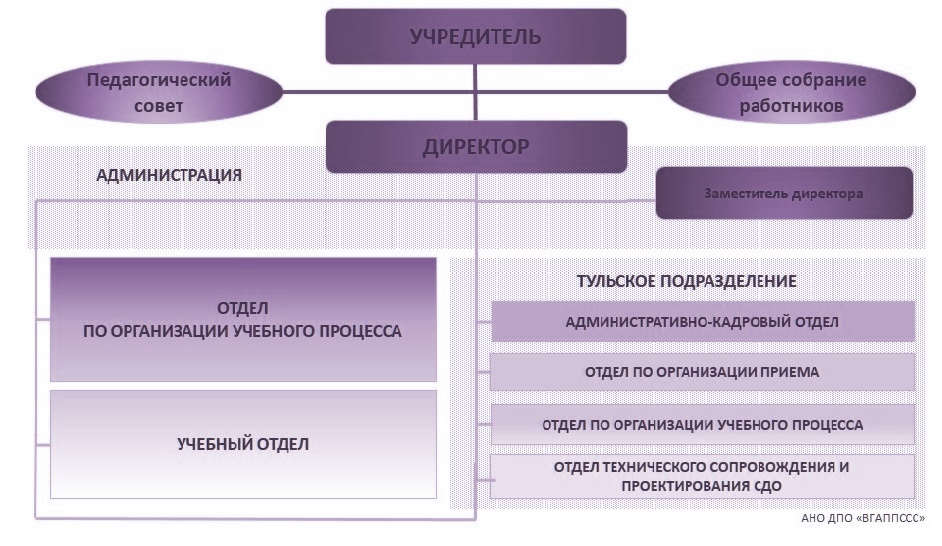 УЧРЕДИТЕЛЬ
Педагогический
совет
Общее собрание
работников
ДИРЕКТОР
АДМИНИСТРАЦИЯ
Заместитель директора
ОТДЕЛ
ПО ОРГАНИЗАЦИИ УЧЕБНОГО ПРОЦЕССА
УЧЕБНЫЙ ОТДЕЛ
ТУЛЬСКОЕ ПОДРАЗДЕЛЕНИЕ
АДМИНИСТРАТИВНО-КАДРОВЫЙ ОТДЕЛ
ОТДЕЛ ПО ОРГАНИЗАЦИИ ПРИЕМА
ОТДЕЛ ПО ОРГАНИЗАЦИИ УЧЕБНОГО ПРОЦЕССА
ОТДЕЛ ТЕХНИЧЕСКОГО СОПРОВОЖДЕНИЯ И
ПРОЕКТИРОВАНИЯ СДО
АНО ДПО «ВГАППССС»